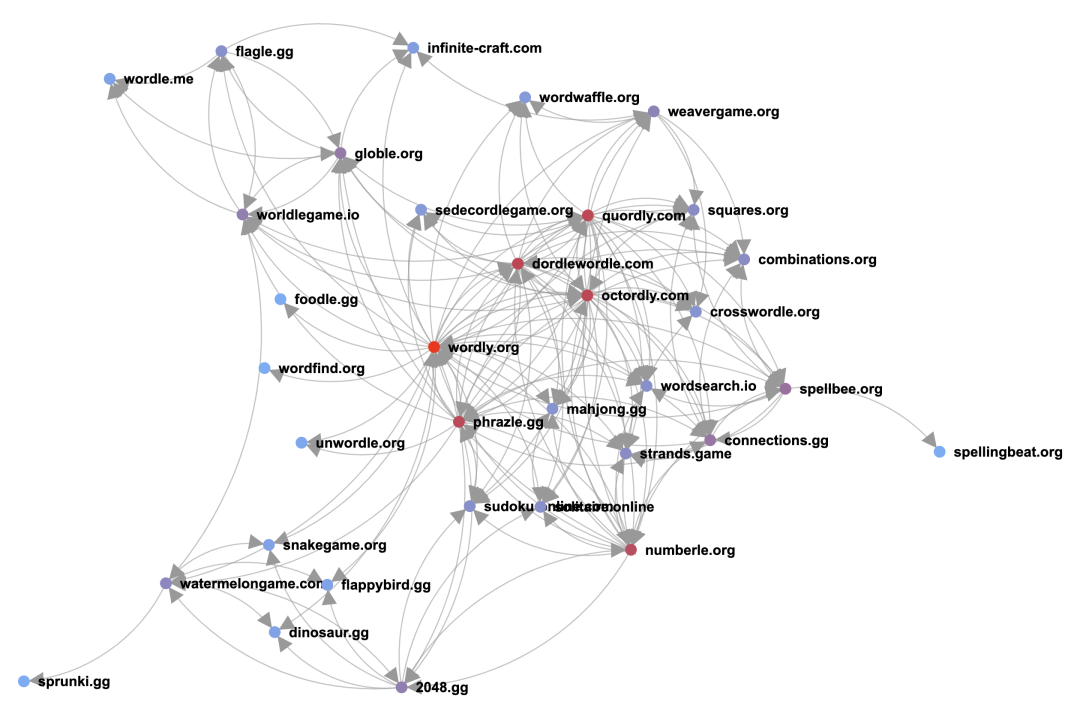 infinite-craft.com
flagle.gg
wordle.me
wordwaffle.org
weavergame.org
globle.org
sedecordlegame.org
squares.org
worldlegame.io
quordly.com
combinations.org
dordlewordle.com
octordly.com
foodle.gg
crosswordle.org
wordly.org
wordfind.org
wordsearch.io
spellbee.org
mahjong.gg
phrazle.gg
connections.gg
unwordle.org
strands.game
spellingbeat.org
sudoku
online
snakegame.org
numberle.org
watermelongame.com
flappybird.gg
dinosaur.gg
sprunki.gg
2048.gg